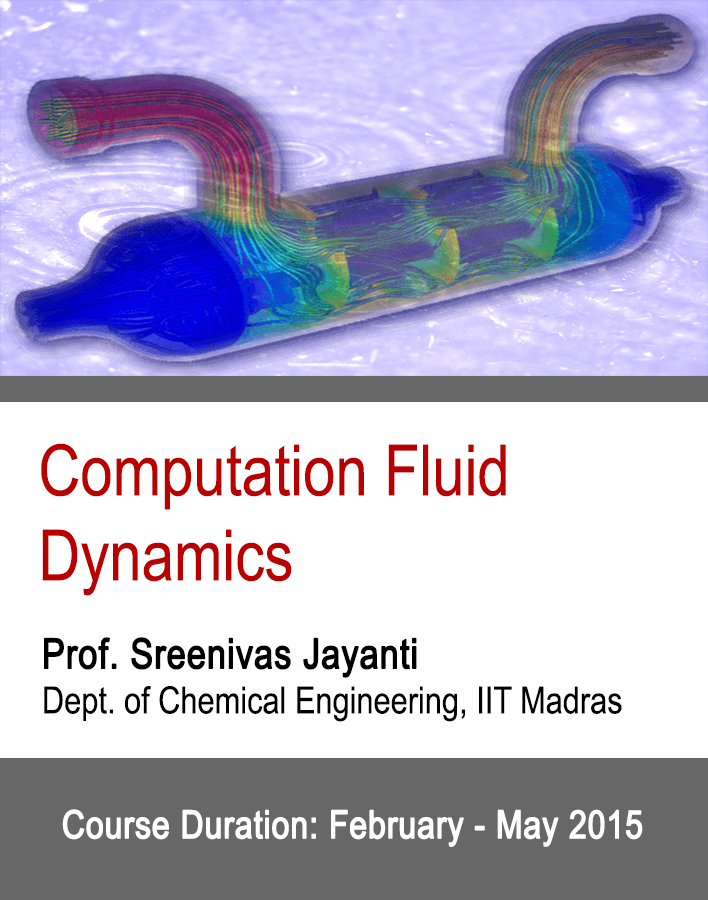 Computation Fluid
Dynamics
Prof. Sreenivas Jayanti
Dept. of Chemical Engineering, IIT Madras
Course Duration: February - May 2015